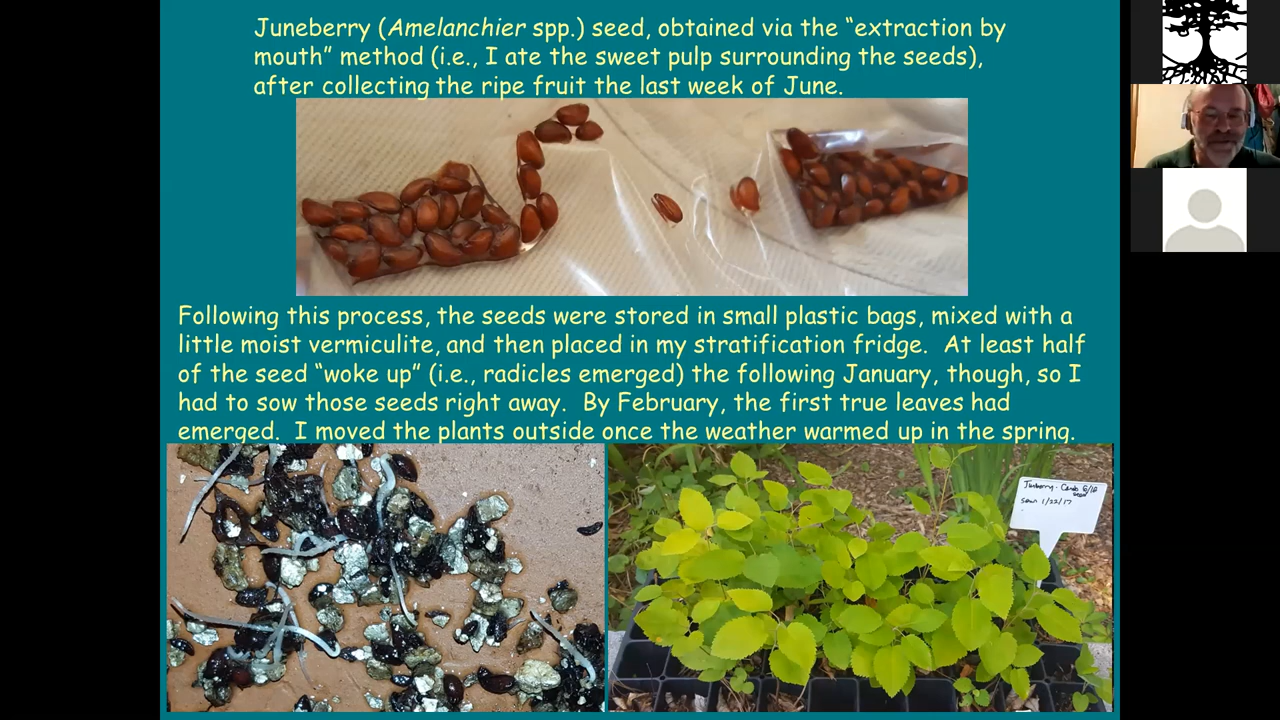 Juneberry (Amelanchier spp.) seed, obtained via the “extraction by
mouth” method (i.e., I ate the sweet pulp surrounding the seeds),
after collecting the ripe fruit the last week of June.
Following this process, the seeds were stored in small plastic bags, mixed with a
little moist vermiculite, and then placed in my stratification fridge.  At least half
of the seed “woke up” (i.e., radicles emerged) the following January, though, so I
had to sow those seeds right away.  By February, the first true leaves had
emerged.  I moved the plants outside once the weather warmed up in the spring.
Juneberry -
seed
sown 1/22/17